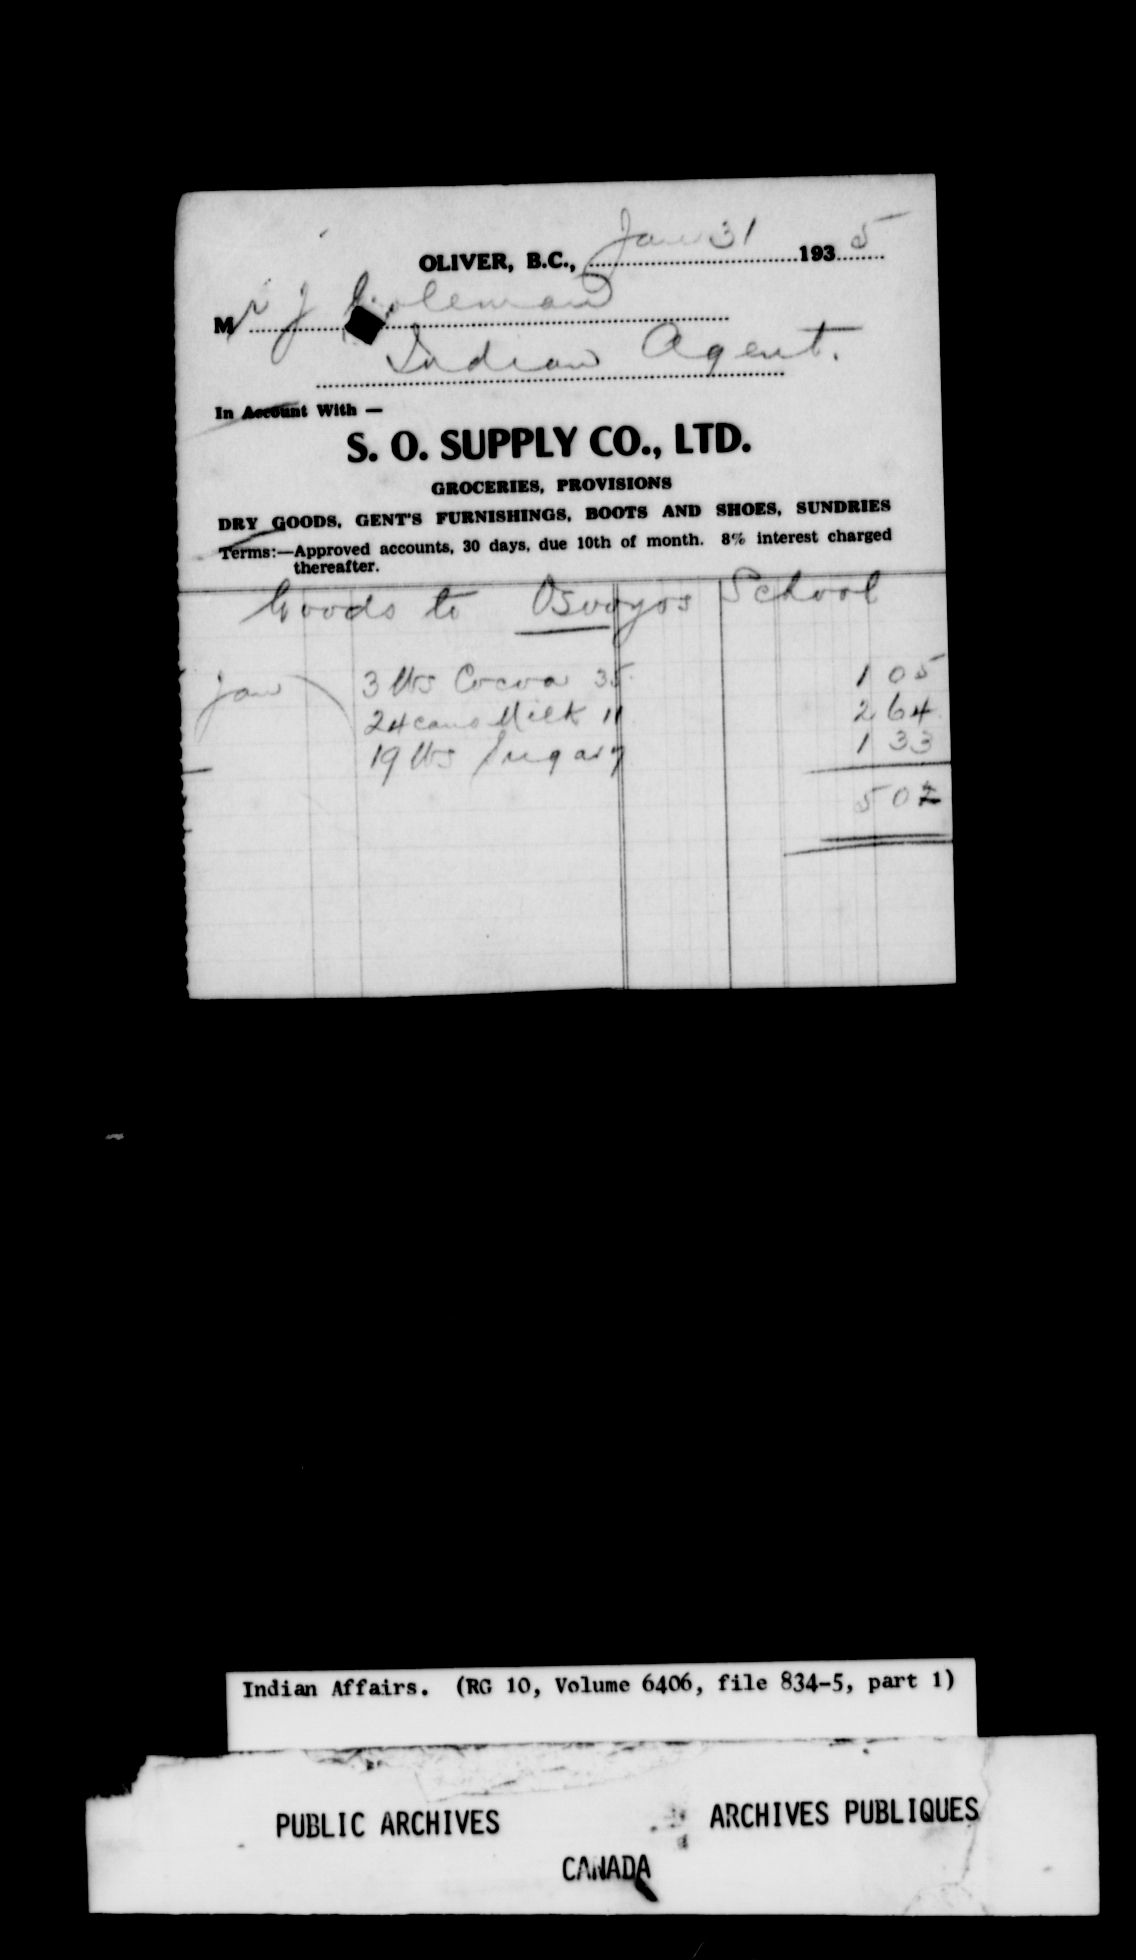 OLIVER, B.C., Jan 31 1935
Mr J Coleman
Indian Agent.
In Account With —
S. O. SUPPLY CO., LTD.
GROCERIES, PROVISIONS
DRY GOODS, GENT'S FURNISHINGS, BOOTS AND SHOES, SUNDRIES
Terms:—Approved accounts, 30 days, due 10th of month. 8% interest charged
thereafter.
Goods to Osoyos School
Jan 3 lbs Cocoa 35 1 05
24 cans Milk 11 2 64
19 lbs Sugar 7 1 33
5 02
Indian Affairs. (RG 10, Volume 6406, file 834-5, part 1)
PUBLIC ARCHIVES ARCHIVES PUBLIQUES
CANADA